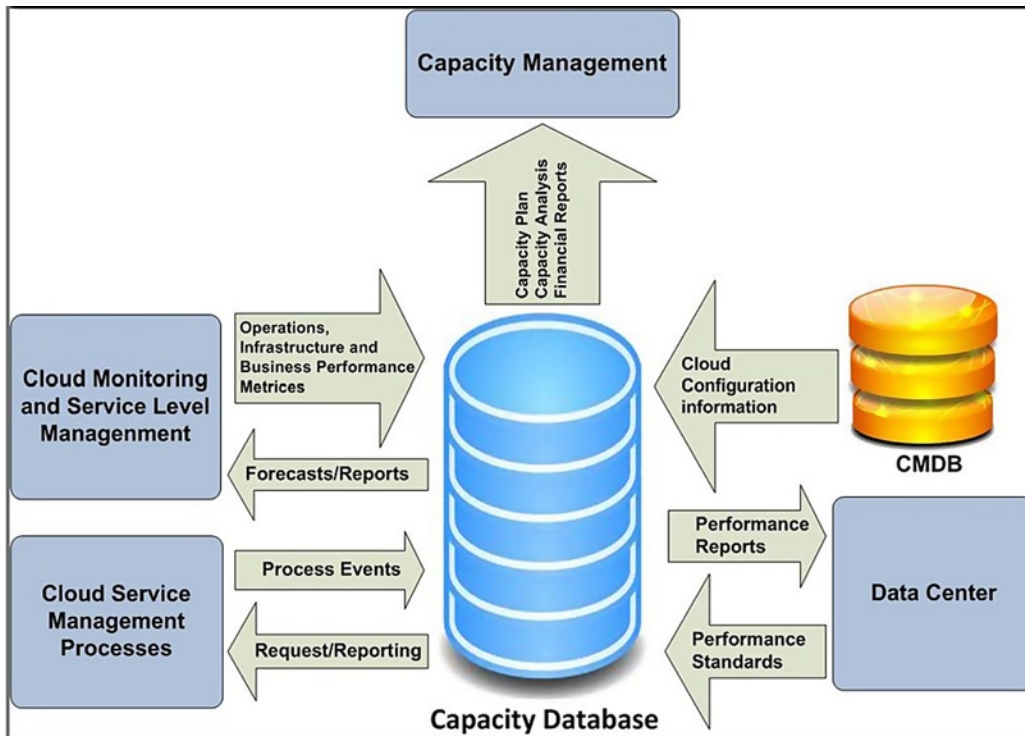 Capacity Management
Capacity Plan
Capacity Analysis
Financial Reports
Operations,
Infrastructure and
Business Performance
Metrices
Cloud Monitoring
and Service Level
Managenment
Forecasts/Reports
Cloud
Configuration
information
CMDB
Process Events
Cloud Service
Management
Processes
Request/Reporting
Performance
Reports
Data Center
Performance
Standards
Capacity Database